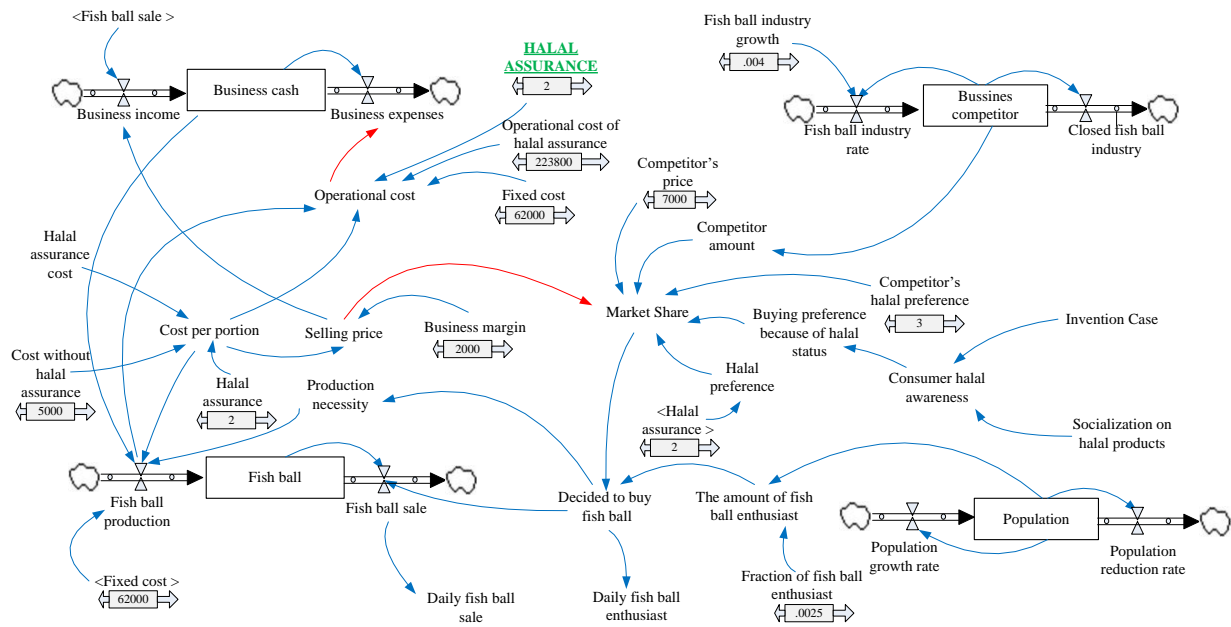 <Fish ball sale >
Business cash
Business income
Business expenses
HALAL
ASSURANCE
2
Operational cost of
halal assurance
223800
Fixed cost
62000
Operational cost
Fish ball industry
growth
.004
Bussines
competitor
Fish ball industry
rate
Closed fish ball
industry
Competitor's
price
7000
Competitor
amount
Halal
assurance
cost
Cost per portion
Selling price
Business margin
2000
Market Share
Buying preference
because of halal
status
Competitor's
halal preference
3
Invention Case
Consumer halal
awareness
Socialization on
halal products
Cost without
halal
assurance
5000
Halal
assurance
2
Production
necessity
Halal
preference
<Halal
assurance >
2
Fish ball
Fish ball
production
Fish ball sale
Decided to buy
fish ball
The amount of fish
ball enthusiast
Population
Population
growth rate
Population
reduction rate
<Fixed cost >
62000
Daily fish ball
sale
Daily fish ball
enthusiast
Fraction of fish ball
enthusiast
.0025